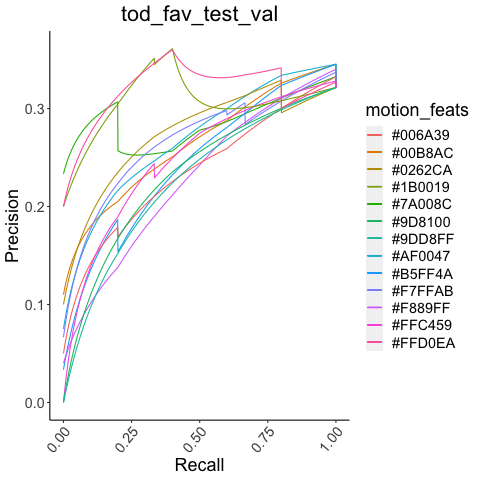 tod_fav_test_val
Precision
0.3
0.2
0.1
0.0
0.00
0.25
0.50
0.75
1.00
Recall
motion_feats
#006A39
#00B8AC
#0262CA
#1B0019
#7A008C
#9D8100
#9DD8FF
#AF0047
#B5FF4A
#F7FFAB
#F889FF
#FFC459
#FFD0EA